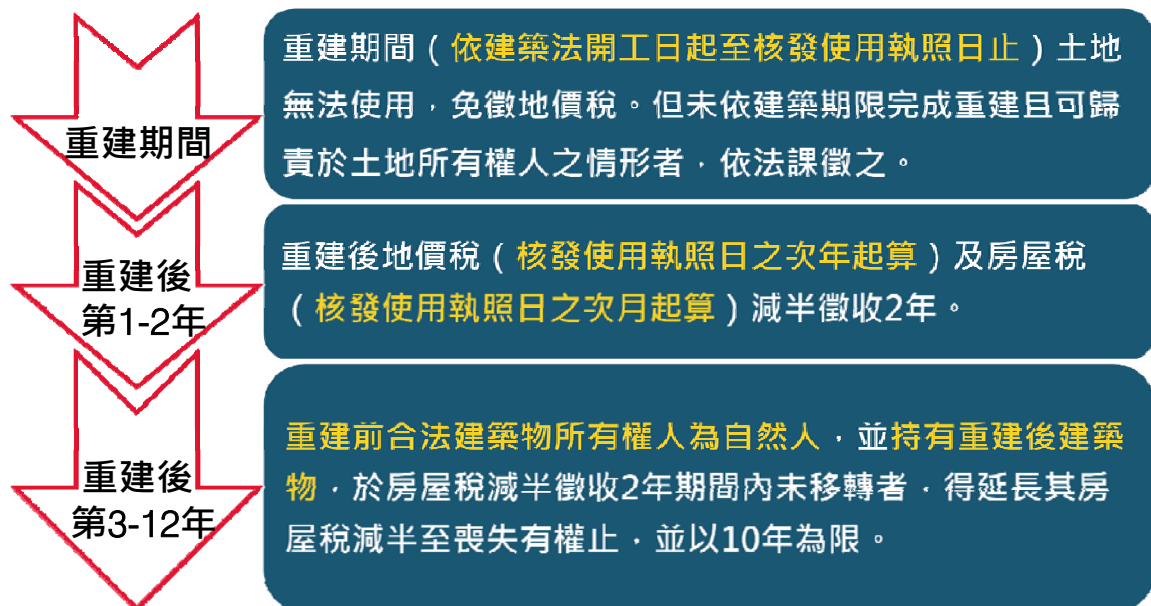 重建期間
重建期間（依建築法開工日起至核發使用執照日止）土地
無法使用，免徵地價稅。但未依建築期限完成重建且可歸
責於土地所有權人之情形者，依法課徵之。
重建後
第1-2年
重建後地價稅（核發使用執照日之次年起算）及房屋稅
（核發使用執照日之次月起算）減半徵收2年。
重建後
第3-12年
重建前合法建築物所有權人為自然人，並持有重建後建築
物，於房屋稅減半徵收2年期間內未移轉者，得延長其房
屋稅減半至喪失有權止，並以10年為限。